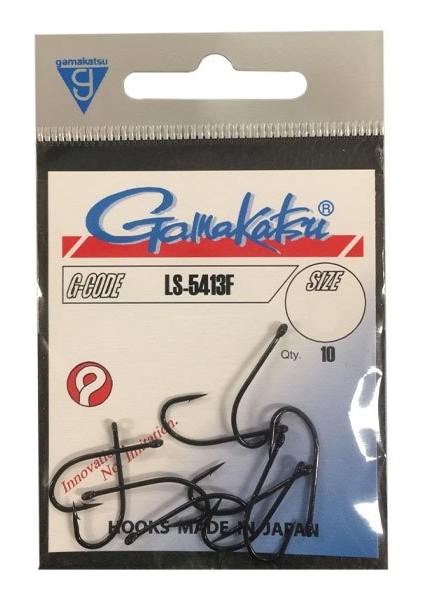 gamakatsu
g
Gamakatsu®
G-CODE LS-5413F SIZE
Qty. 10
Innovation
No Imitation.
HOOKS MADE IN JAPAN